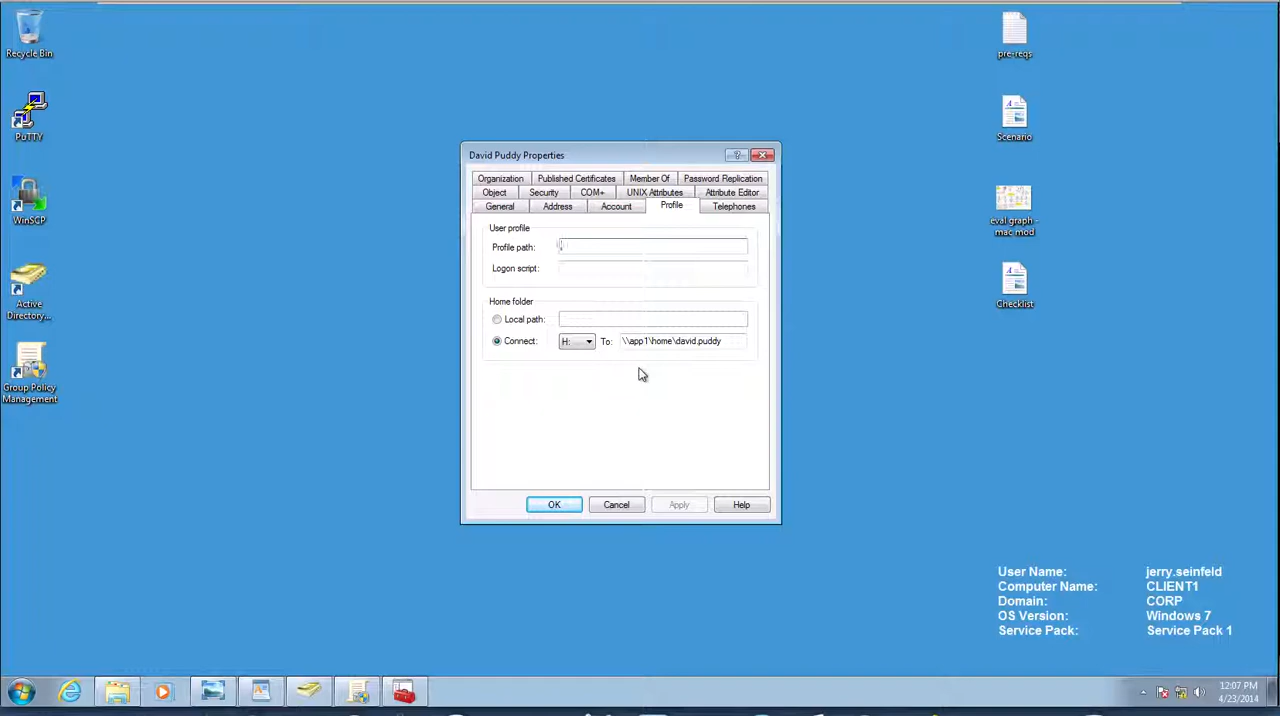 Recycle Bin
PuTTY
WinSCP
Active
Directory...
Group Policy
Management
pre-reqs
Scenario
eval graph -
mac mod
Checklist
David Puddy Properties
Organization
Published Certificates
Member Of
Password Replication
Object
Security
COM+
UNIX Attributes
Attribute Editor
General
Address
Account
Profile
Telephones
User profile
Profile path:
Logon script:
Home folder
Local path:
Connect:
H:
To:
\\app1\home\david.puddy
OK
Cancel
Apply
Help
User Name: jerry.seinfeld
Computer Name: CLIENT1
Domain: CORP
OS Version: Windows 7
Service Pack: Service Pack 1
12:07 PM
4/23/2014